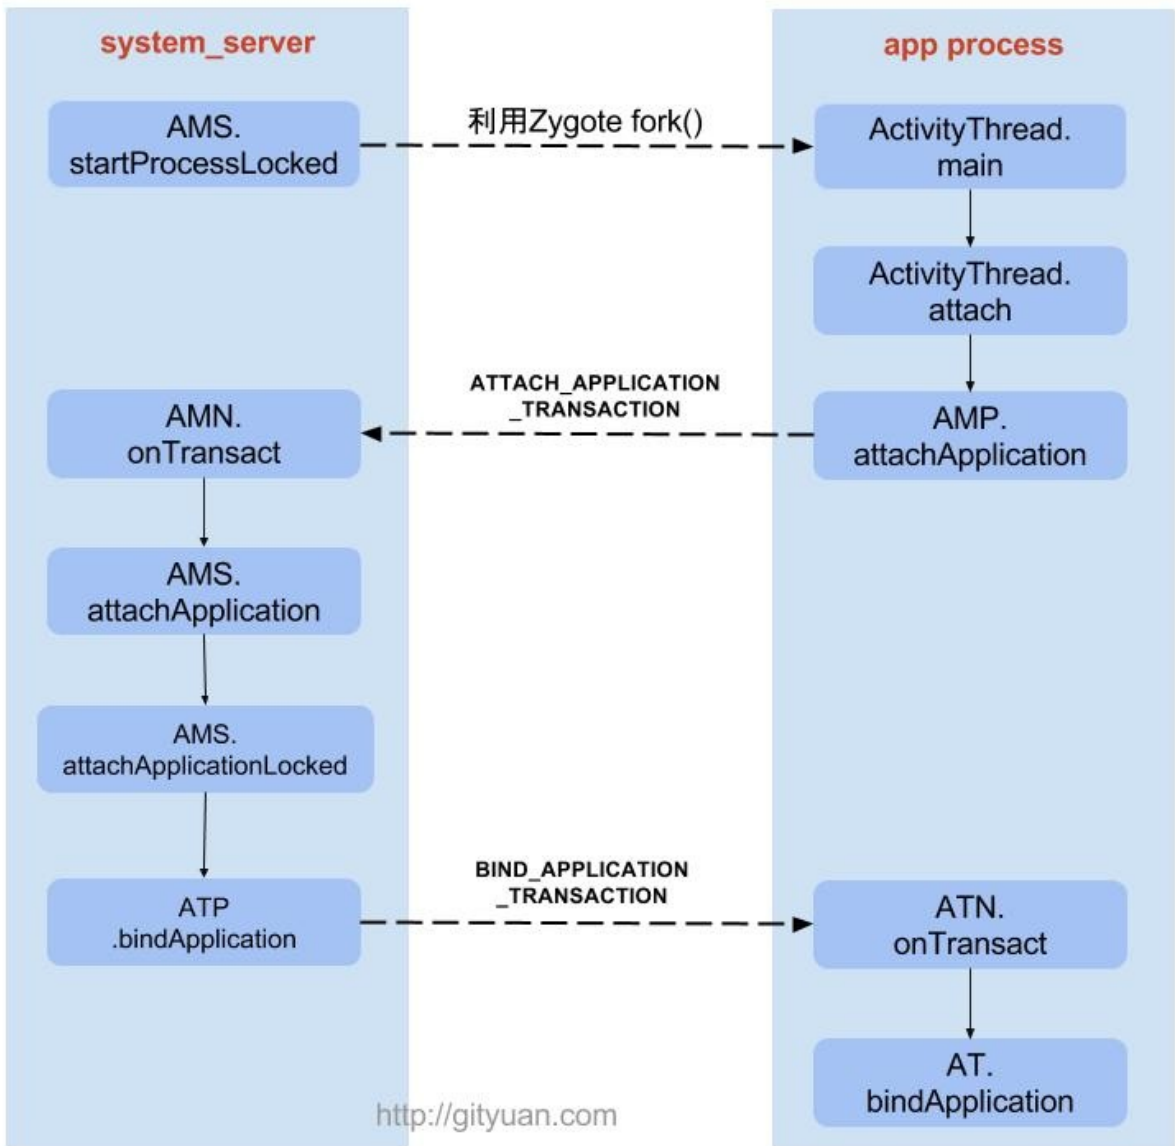 system_server
app process
AMS.
startProcessLocked
利用Zygote fork()
ActivityThread.
main
ActivityThread.
attach
ATTACH_APPLICATION
_TRANSACTION
AMP.
attachApplication
AMN.
onTransact
AMS.
attachApplication
AMS.
attachApplicationLocked
ATP
.bindApplication
BIND_APPLICATION
_TRANSACTION
ATN.
onTransact
AT.
bindApplication
http://gityuan.com